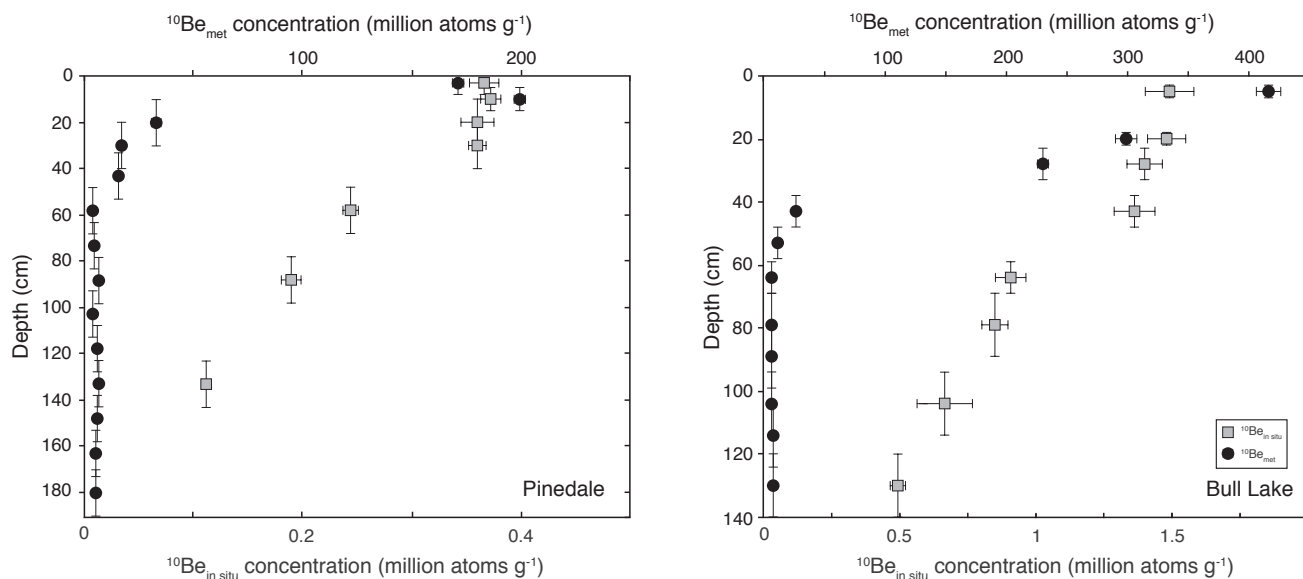 ¹⁰Be_met concentration (million atoms g⁻¹)
100 200
0
20
40
60
80
100
120
140
160
180
Depth (cm)
Pinedale
0 0.2 0.4
¹⁰Be_in situ concentration (million atoms g⁻¹)
¹⁰Be_met concentration (million atoms g⁻¹)
100 200 300 400
0
20
40
60
80
100
120
140
Depth (cm)
¹⁰Be_in situ
¹⁰Be_met
Bull Lake
0 0.5 1 1.5
¹⁰Be_in situ concentration (million atoms g⁻¹)